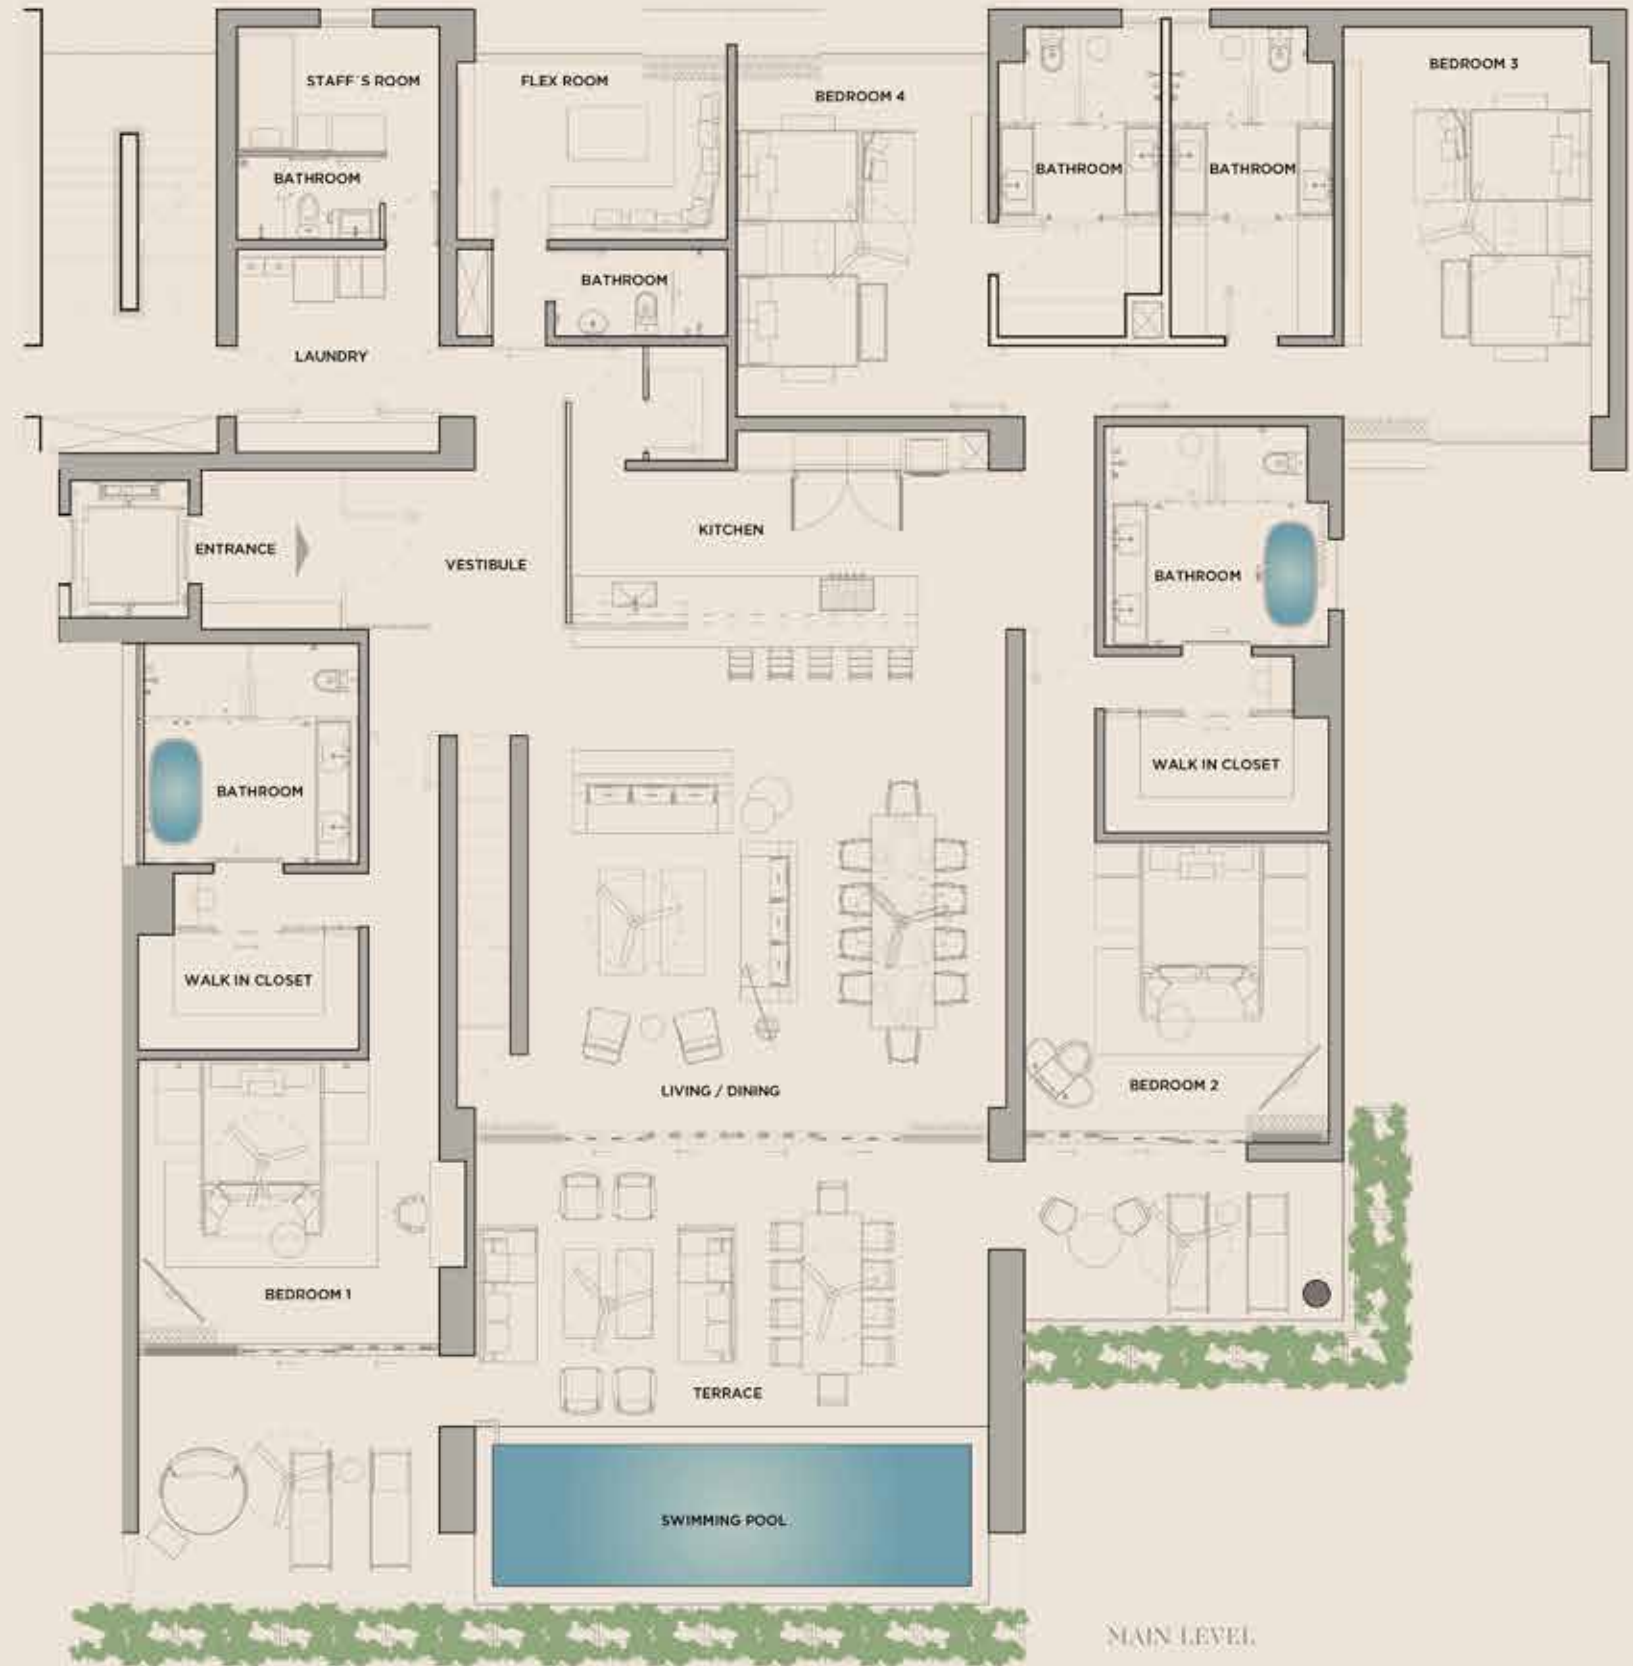 BEDROOM 3
STAFF´S ROOM
FLEX ROOM
BEDROOM 4
BATHROOM
BATHROOM
BATHROOM
BATHROOM
LAUNDRY
KITCHEN
ENTRANCE
VESTIBULE
BATHROOM
WALK IN CLOSET
BATHROOM
WALK IN CLOSET
BEDROOM 2
LIVING / DINING
BEDROOM 1
TERRACE
SWIMMING POOL
MAIN LEVEL